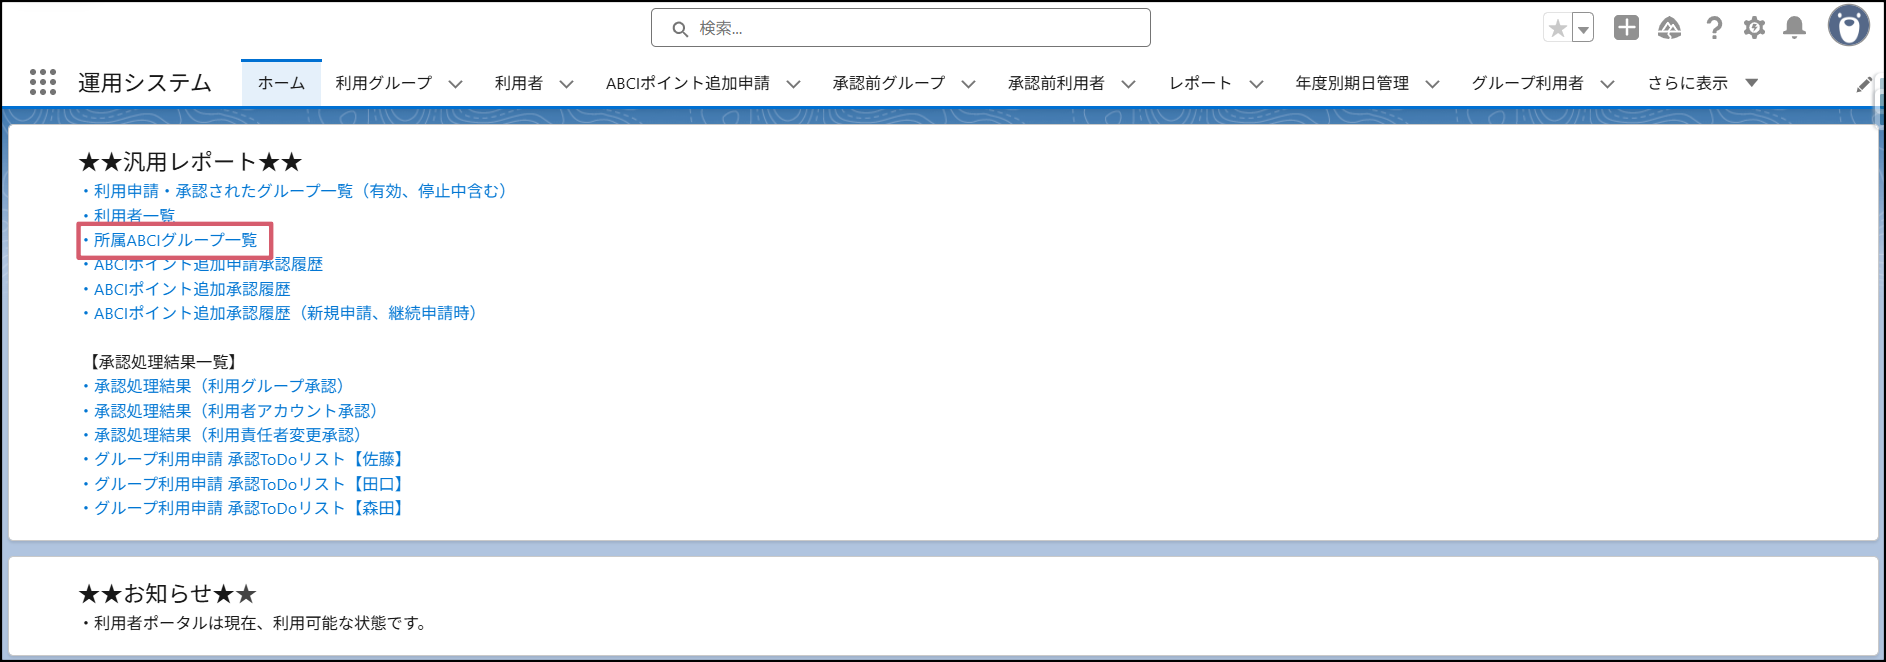 検索...
運用システム ホーム 利用グループ 利用者 ABCIポイント追加申請 承認前グループ 承認前利用者 レポート 年度別期日管理 グループ利用者 さらに表示
★★汎用レポート★★
・利用申請・承認されたグループ一覧（有効、停止中含む）
・利用者一覧
・所属ABCIグループ一覧
・ABCIポイント追加申請承認履歴
・ABCIポイント追加承認履歴
・ABCIポイント追加承認履歴（新規申請、継続申請時）
【承認処理結果一覧】
・承認処理結果（利用グループ承認）
・承認処理結果（利用者アカウント承認）
・承認処理結果（利用責任者変更承認）
・グループ利用申請 承認ToDoリスト【佐藤】
・グループ利用申請 承認ToDoリスト【田口】
・グループ利用申請 承認ToDoリスト【森田】
★★お知らせ★★
・利用者ポータルは現在、利用可能な状態です。